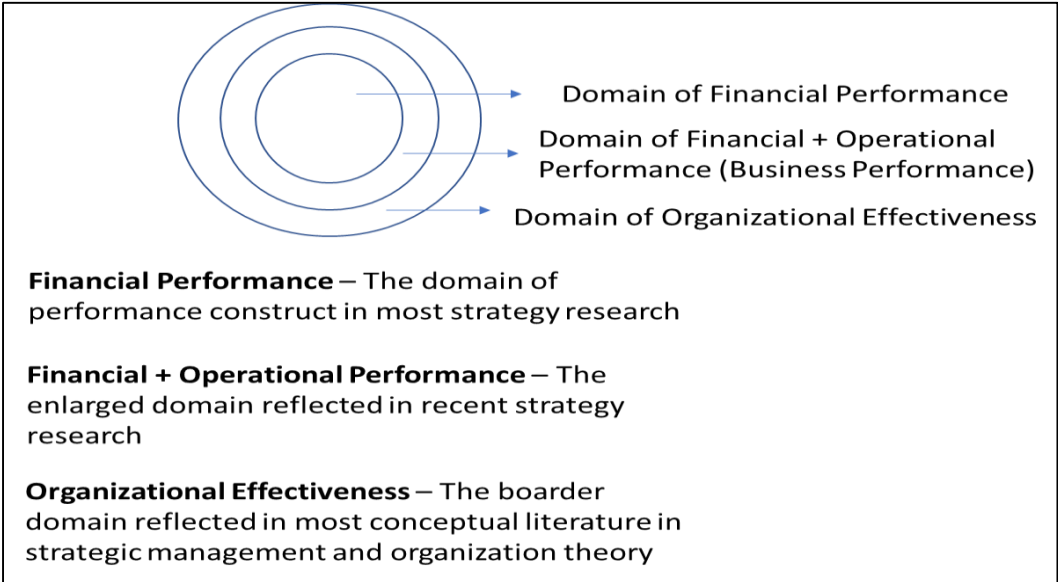 Domain of Financial Performance
Domain of Financial + Operational
Performance (Business Performance)
Domain of Organizational Effectiveness
Financial Performance – The domain of
performance construct in most strategy research
Financial + Operational Performance – The
enlarged domain reflected in recent strategy
research
Organizational Effectiveness – The boarder
domain reflected in most conceptual literature in
strategic management and organization theory